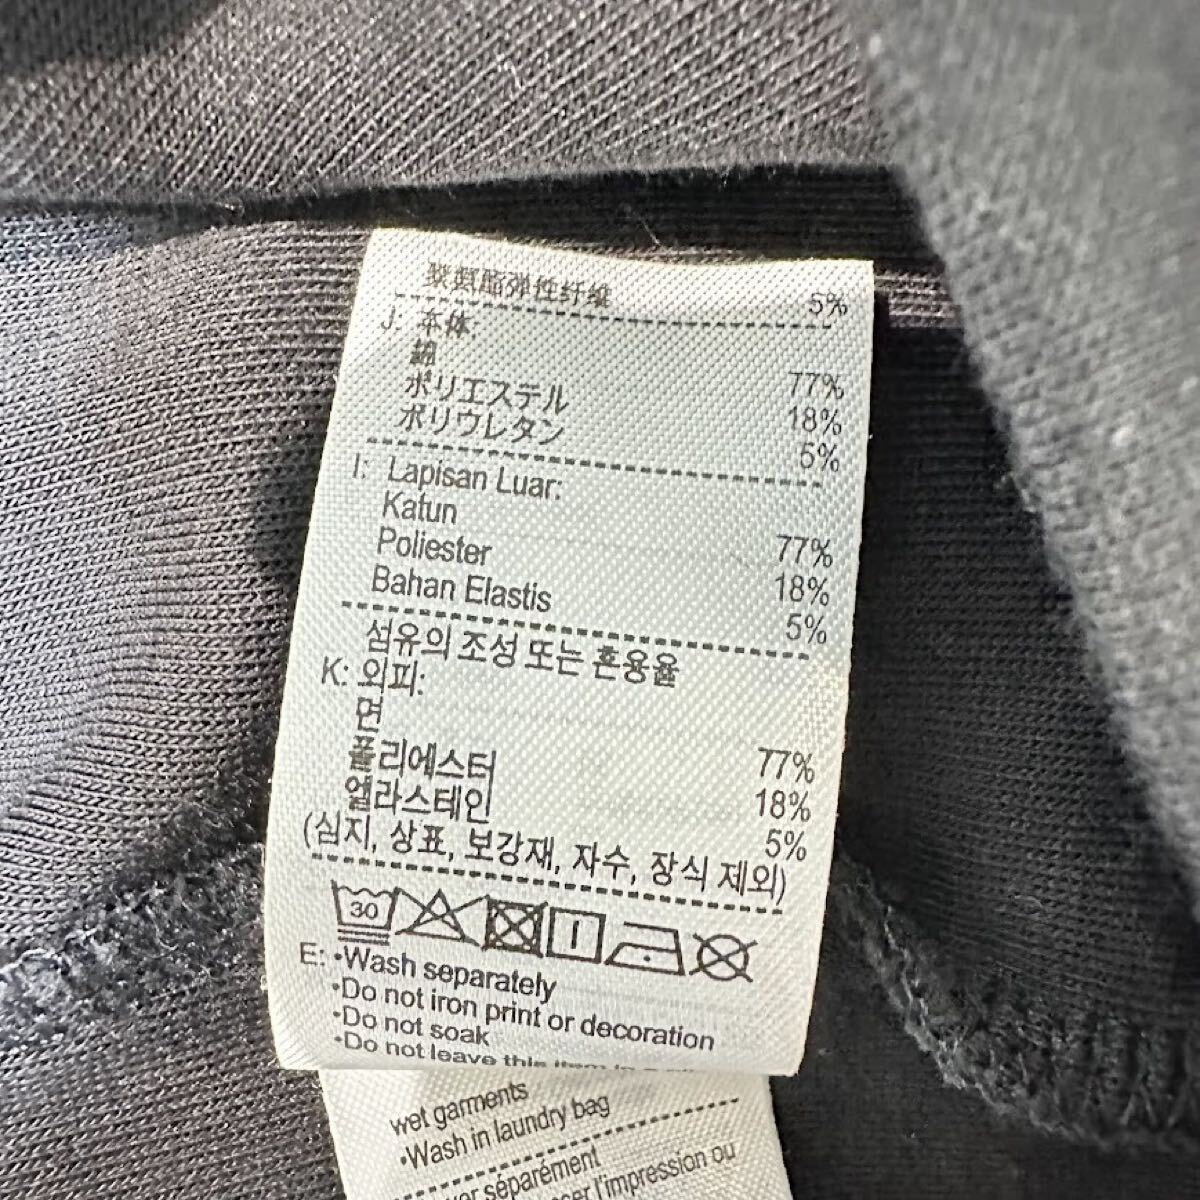 聚氨酯弹性纤维 5%
J: 本体:
綿 77%
ポリエステル 18%
ポリウレタン 5%
I: Lapisan Luar:
Katun 77%
Poliester 18%
Bahan Elastis 5%
섬유의 조성 또는 혼용율
K: 외피:
면 77%
폴리에스터 18%
엘라스테인 5%
(심지, 상표, 보강재, 자수, 장식 제외)
30
E: •Wash separately
•Do not iron print or decoration
•Do not soak
•Do not leave this item in
wet garments
•Wash in laundry bag
séparément
l'impression ou